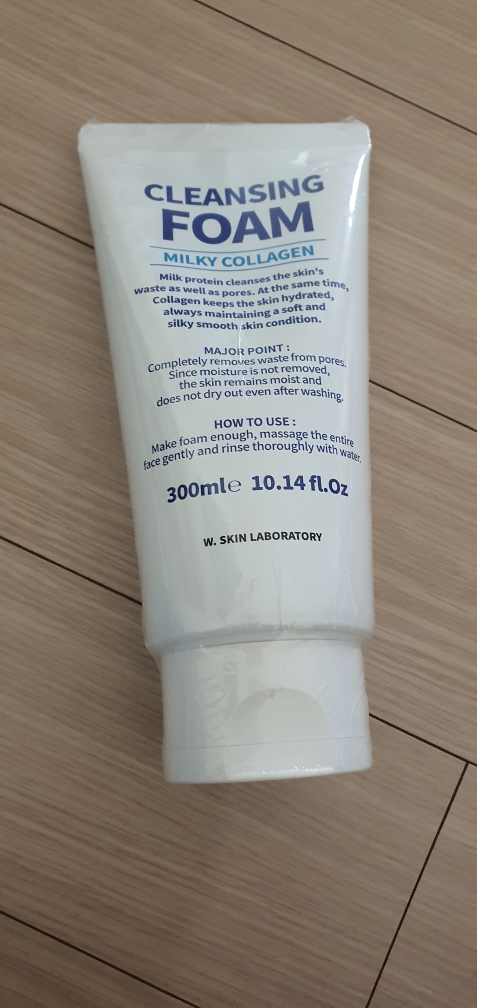 CLEANSING
FOAM
MILKY COLLAGEN
Milk protein cleanses the skin's
waste as well as pores. At the same time,
Collagen keeps the skin hydrated,
always maintaining a soft and
silky smooth skin condition.
MAJOR POINT :
Completely removes waste from pores.
Since moisture is not removed,
the skin remains moist and
does not dry out even after washing.
HOW TO USE :
Make foam enough, massage the entire
face gently and rinse thoroughly with water.
300ml℮ 10.14 fl.Oz
W. SKIN LABORATORY